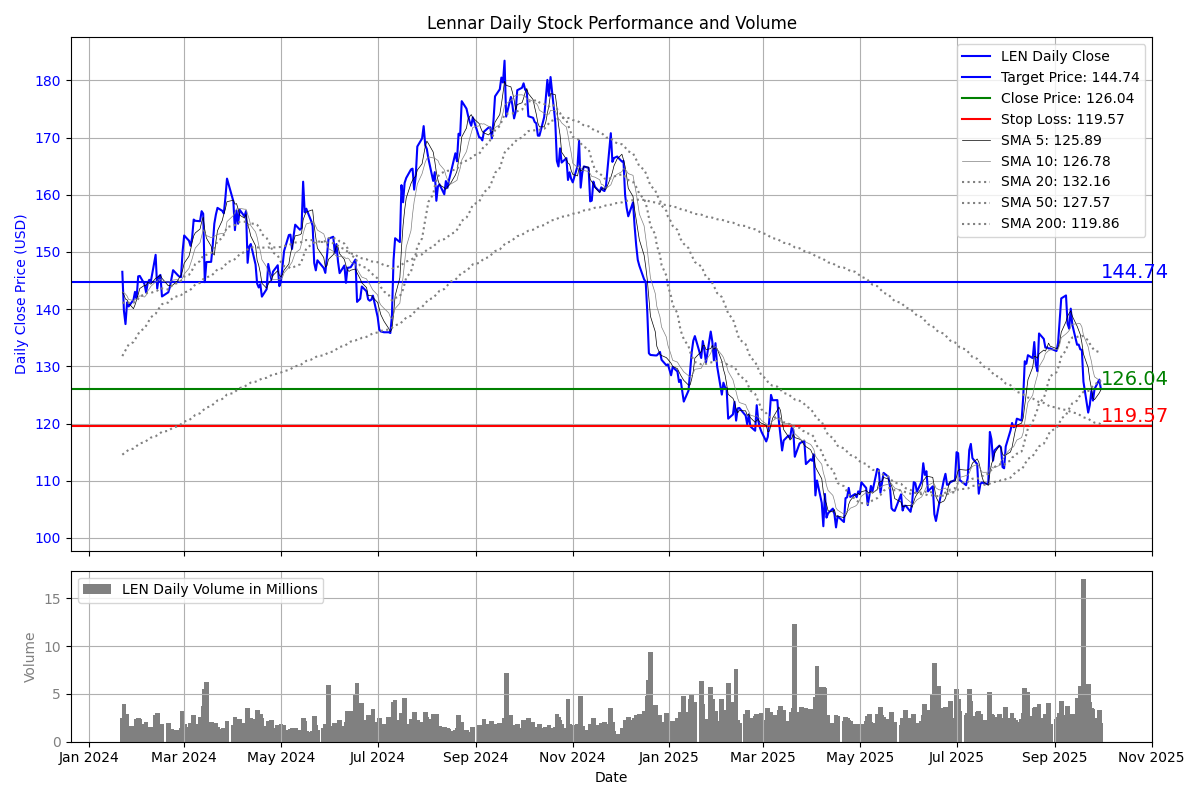 Lennar Daily Stock Performance and Volume
Daily Close Price (USD)
180
170
160
150
140
130
120
110
100
LEN Daily Close
Target Price: 144.74
Close Price: 126.04
Stop Loss: 119.57
SMA 5: 125.89
SMA 10: 126.78
SMA 20: 132.16
SMA 50: 127.57
SMA 200: 119.86
144.74
126.04
119.57
LEN Daily Volume in Millions
Volume
15
10
5
0
Jan 2024 Mar 2024 May 2024 Jul 2024 Sep 2024 Nov 2024 Jan 2025 Mar 2025 May 2025 Jul 2025 Sep 2025 Nov 2025
Date